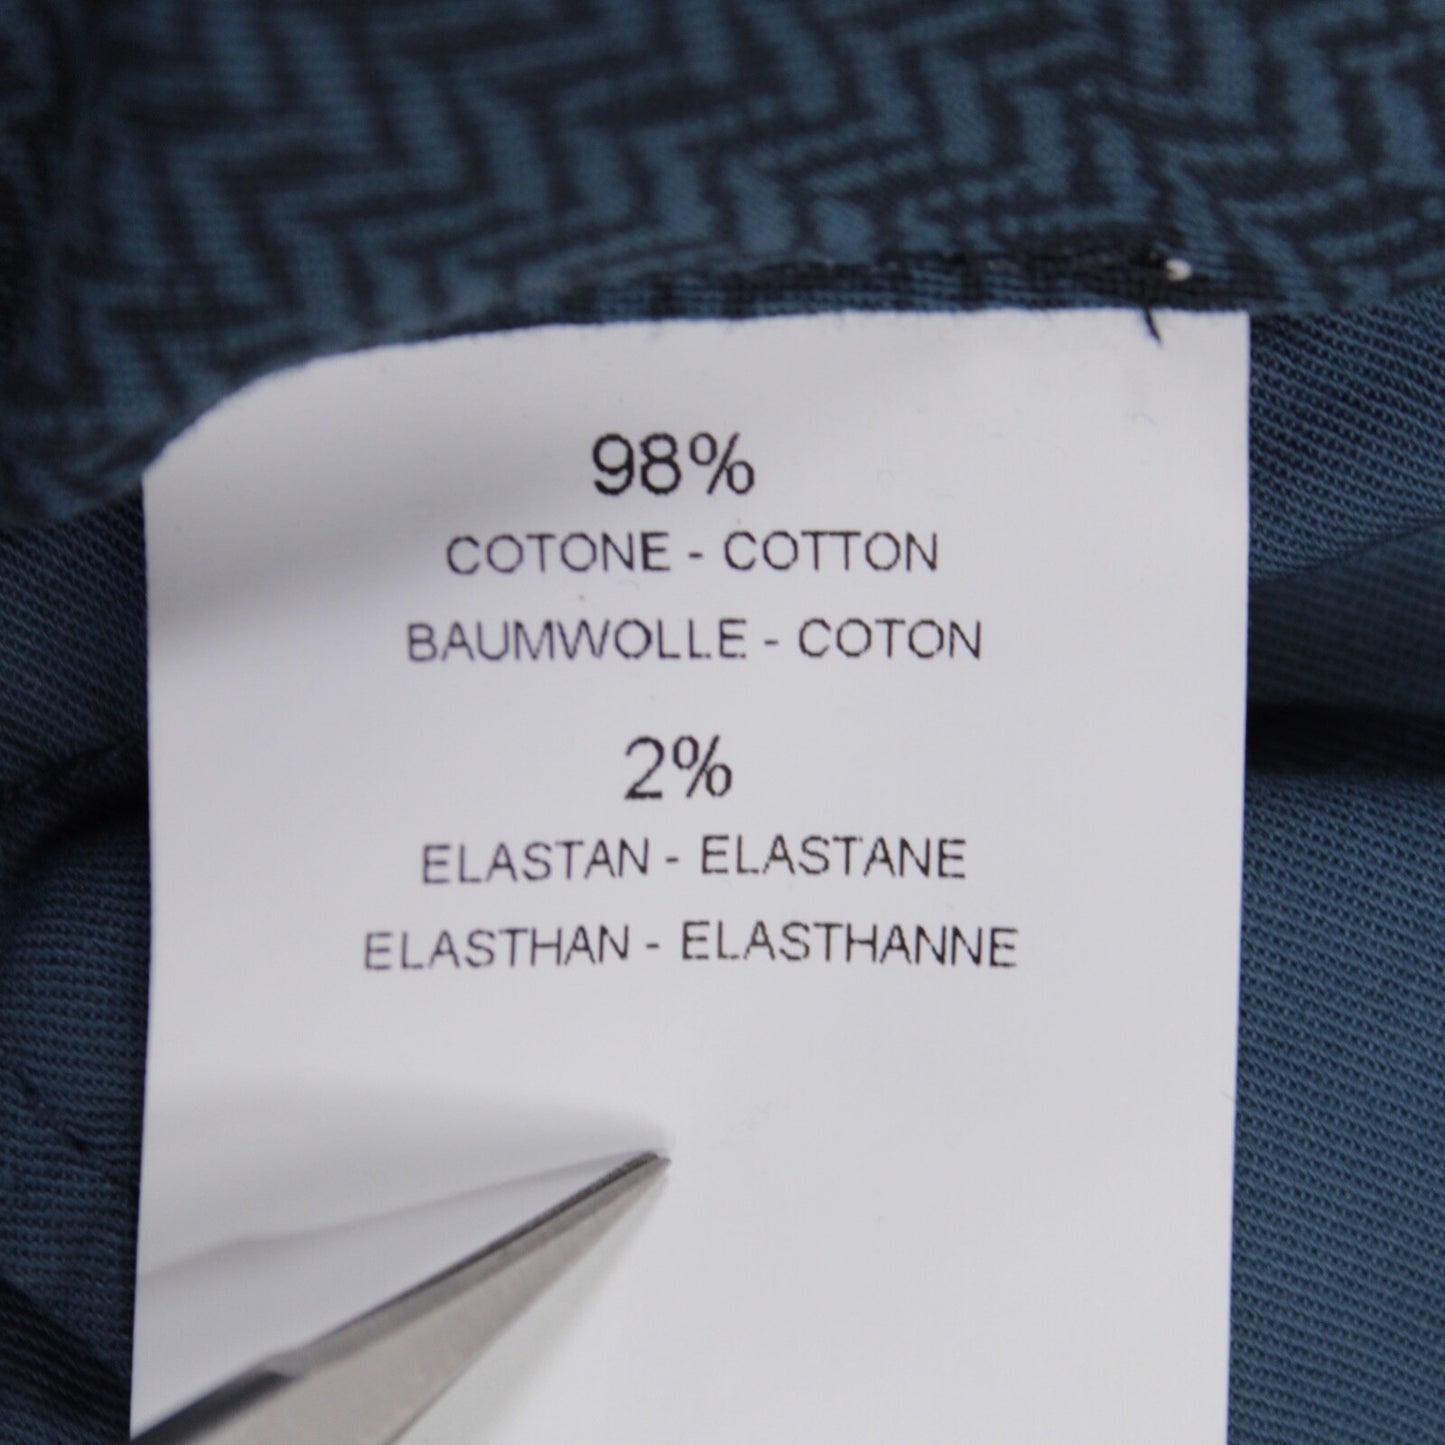 98%
COTONE - COTTON
BAUMWOLLE - COTON
2%
ELASTAN - ELASTANE
ELASTHAN - ELASTHANNE